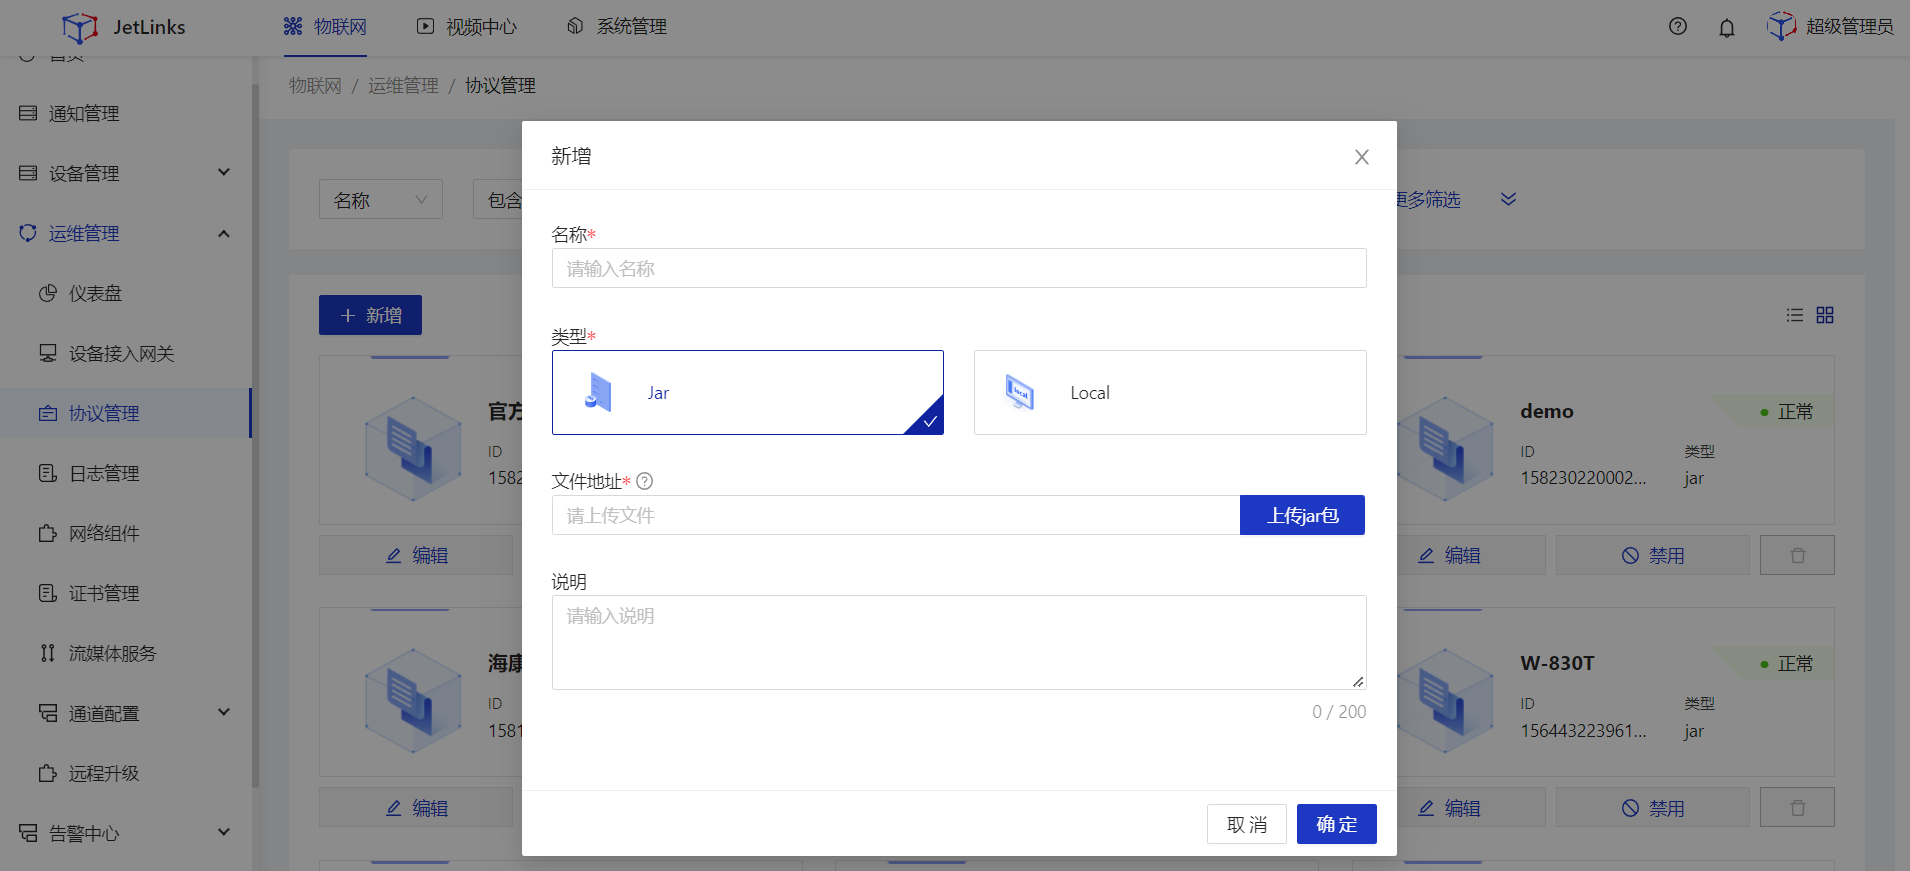 JetLinks
物联网
视频中心
系统管理
超级管理员
首页
通知管理
设备管理
运维管理
仪表盘
设备接入网关
协议管理
日志管理
网络组件
证书管理
流媒体服务
通道配置
远程升级
告警中心
物联网 / 运维管理 / 协议管理
名称
包含
更多筛选
新增
官方
ID
1582
编辑
海康
ID
1581
编辑
新增
名称*
请输入名称
类型*
Jar
Local
local
文件地址*
请上传文件
上传jar包
说明
请输入说明
0 / 200
取 消
确 定
demo
正常
ID
类型
158230220002...
jar
编辑
禁用
W-830T
正常
ID
类型
156443223961...
jar
编辑
禁用